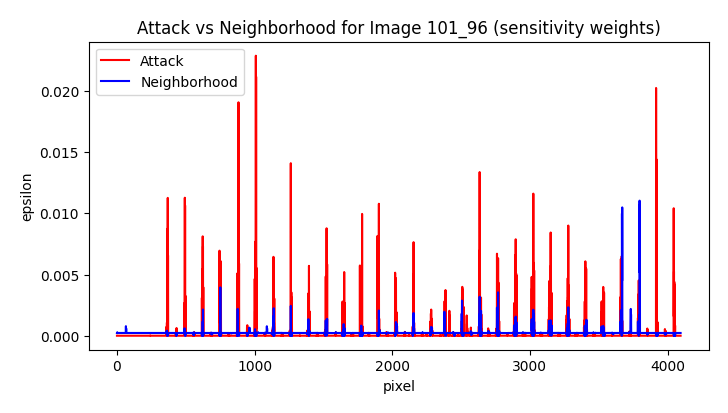 Attack vs Neighborhood for Image 101_96 (sensitivity weights)
Attack
Neighborhood
0.020
0.015
0.010
0.005
0.000
epsilon
0
1000
2000
3000
4000
pixel